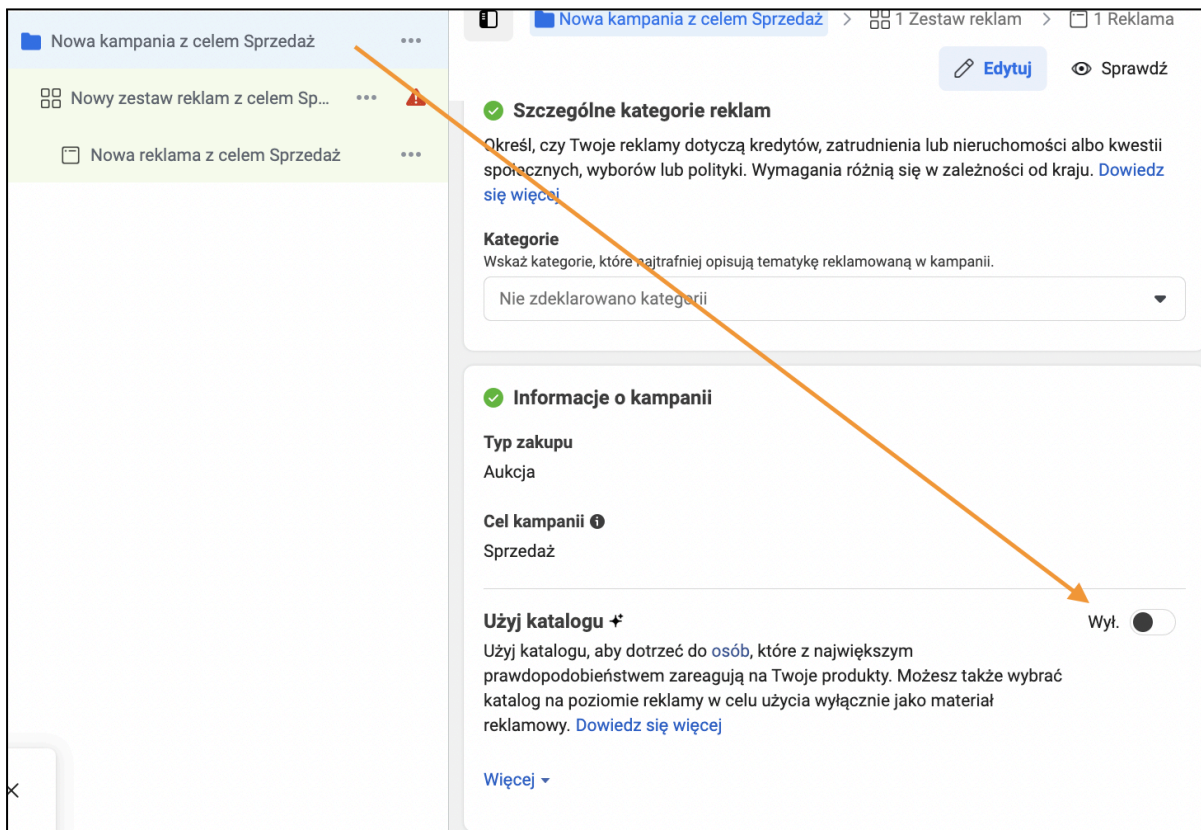 Nowa kampania z celem Sprzedaż
Nowy zestaw reklam z celem Sp...
Nowa reklama z celem Sprzedaż
Nowa kampania z celem Sprzedaż > 1 Zestaw reklam > 1 Reklama
Edytuj
Sprawdź
Szczególne kategorie reklam
Określ, czy Twoje reklamy dotyczą kredytów, zatrudnienia lub nieruchomości albo kwestii
społecznych, wyborów lub polityki. Wymagania różnią się w zależności od kraju. Dowiedz
się więcej
Kategorie
Wskaż kategorie, które najtrafniej opisują tematykę reklamowaną w kampanii.
Nie zdeklarowano kategorii
Informacje o kampanii
Typ zakupu
Aukcja
Cel kampanii
Sprzedaż
Użyj katalogu
Wył.
Użyj katalogu, aby dotrzeć do osób, które z największym
prawdopodobieństwem zareagują na Twoje produkty. Możesz także wybrać
katalog na poziomie reklamy w celu użycia wyłącznie jako materiał
reklamowy. Dowiedz się więcej
Więcej